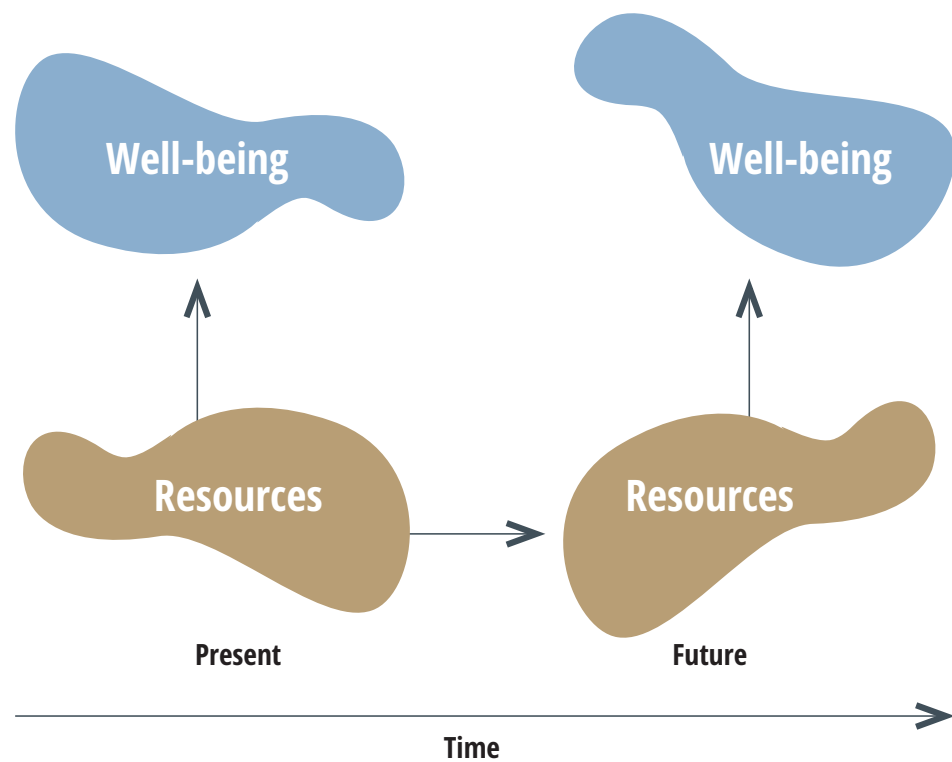 Well-being
Well-being
Resources
Resources
Present
Future
Time